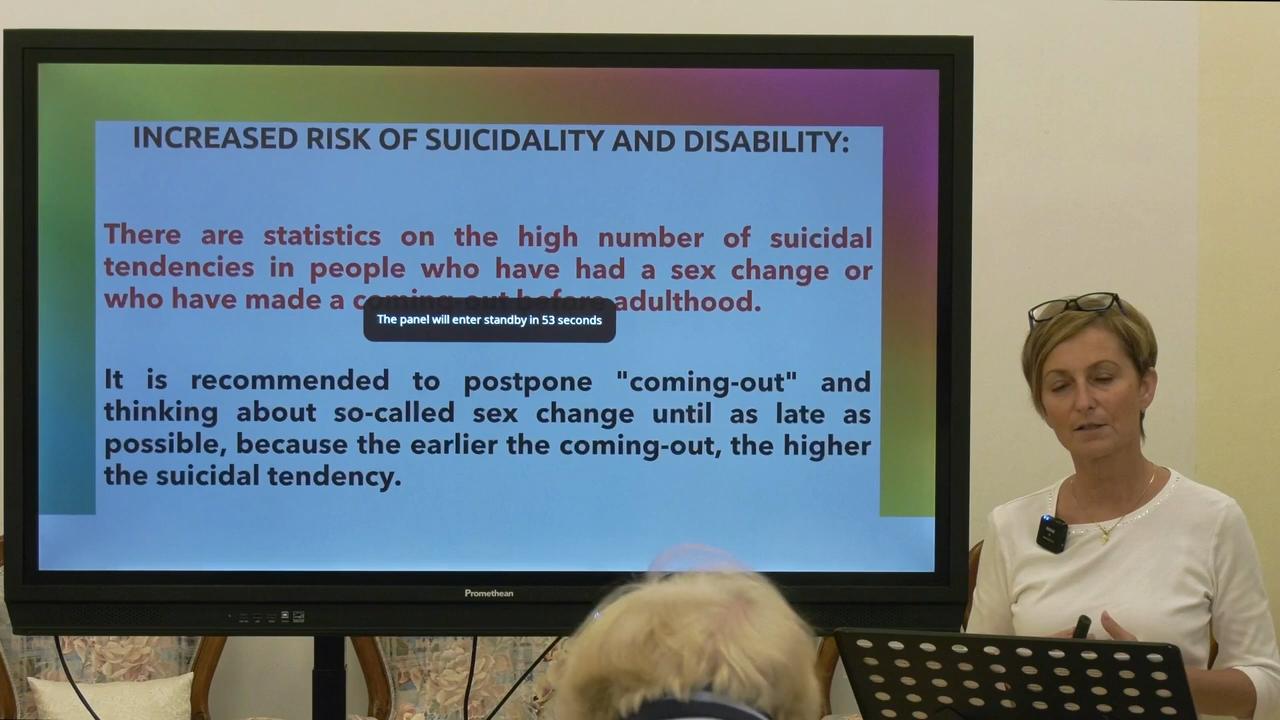 INCREASED RISK OF SUICIDALITY AND DISABILITY:
There are statistics on the high number of suicidal
tendencies in people who have had a sex change or
who have made a coming-out before adulthood.
The panel will enter standby in 53 seconds
It is recommended to postpone "coming-out" and
thinking about so-called sex change until as late as
possible, because the earlier the coming-out, the higher
the suicidal tendency.
Promethean